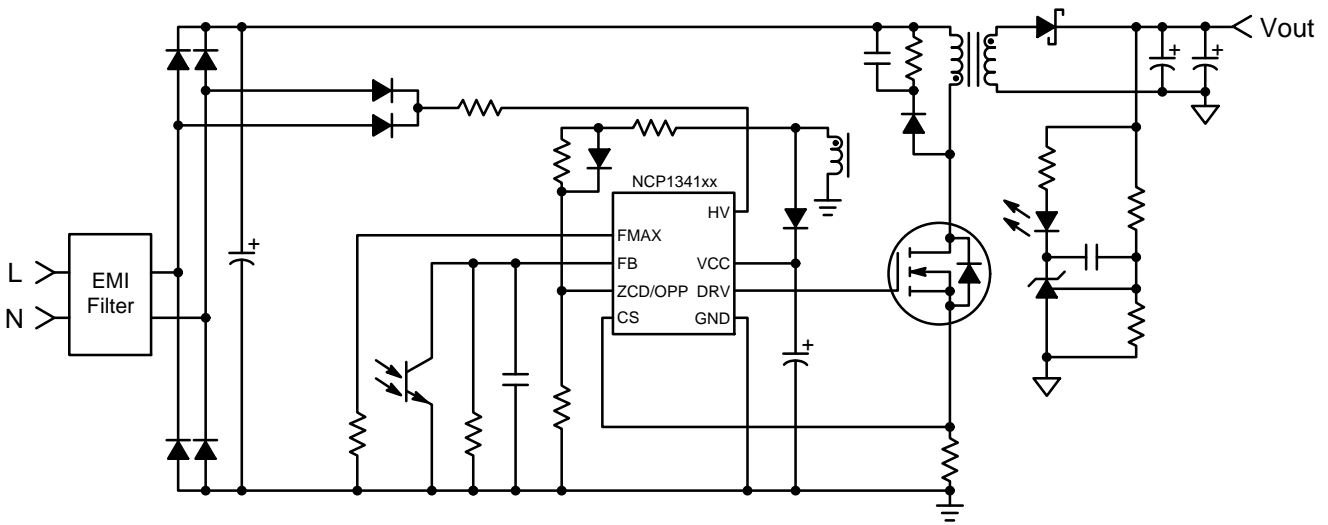 Vout
NCP1341xx
HV
FMAX
L
EMI
Filter
FB
VCC
ZCD/OPP
DRV
N
CS
GND
+
+
+
+